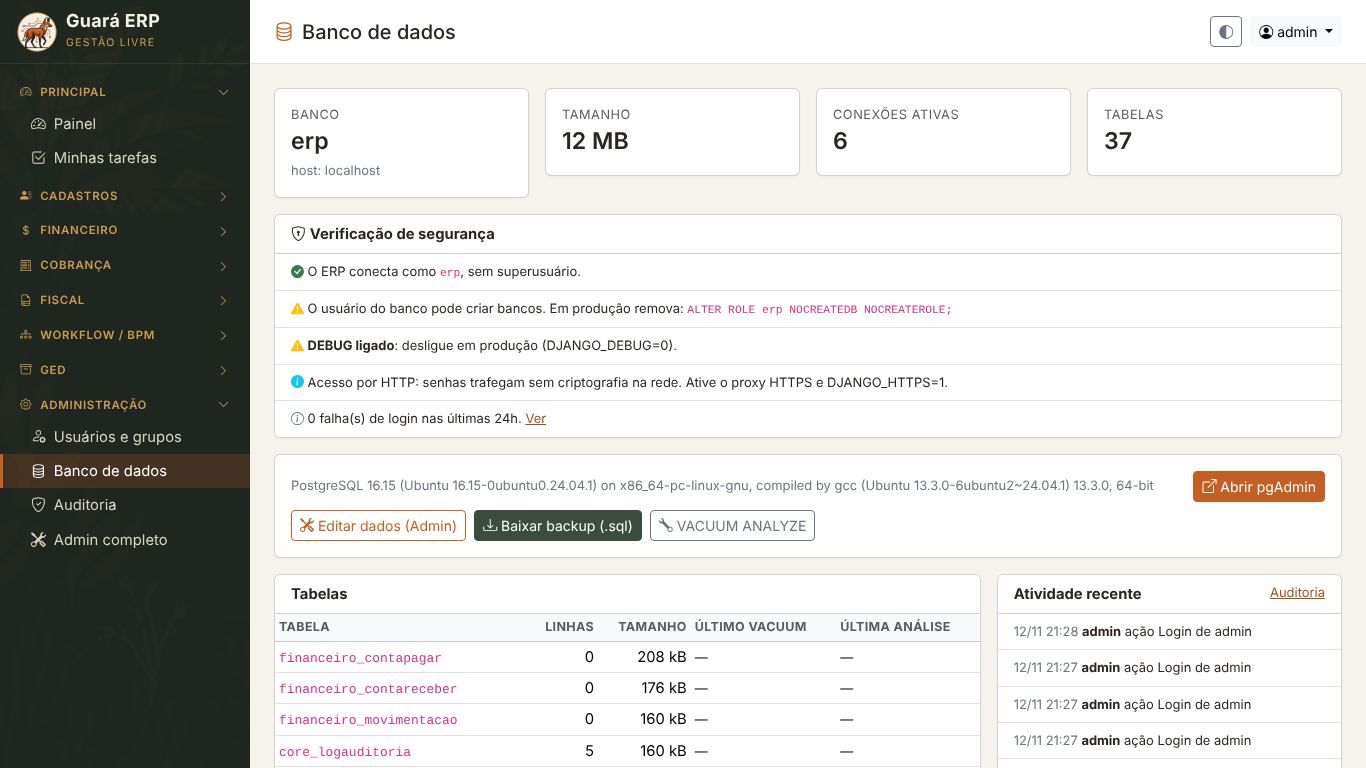 Guará ERP
GESTÃO LIVRE
PRINCIPAL
Painel
Minhas tarefas
CADASTROS
FINANCEIRO
COBRANÇA
FISCAL
WORKFLOW / BPM
GED
ADMINISTRAÇÃO
Usuários e grupos
Banco de dados
Auditoria
Admin completo
Banco de dados
admin
BANCO
erp
host: localhost
TAMANHO
12 MB
CONEXÕES ATIVAS
6
TABELAS
37
Verificação de segurança
O ERP conecta como erp, sem superusuário.
O usuário do banco pode criar bancos. Em produção remova: ALTER ROLE erp NOCREATEDB NOCREATEROLE;
DEBUG ligado: desligue em produção (DJANGO_DEBUG=0).
Acesso por HTTP: senhas trafegam sem criptografia na rede. Ative o proxy HTTPS e DJANGO_HTTPS=1.
0 falha(s) de login nas últimas 24h. Ver
PostgreSQL 16.15 (Ubuntu 16.15-0ubuntu0.24.04.1) on x86_64-pc-linux-gnu, compiled by gcc (Ubuntu 13.3.0-6ubuntu2~24.04.1) 13.3.0, 64-bit
Abrir pgAdmin
Editar dados (Admin) Baixar backup (.sql) VACUUM ANALYZE
Tabelas
TABELA LINHAS TAMANHO ÚLTIMO VACUUM ÚLTIMA ANÁLISE
financeiro_contapagar 0 208 kB — —
financeiro_contareceber 0 176 kB — —
financeiro_movimentacao 0 160 kB — —
core_logauditoria 5 160 kB — —
Atividade recente Auditoria
12/11 21:28 admin ação Login de admin
12/11 21:27 admin ação Login de admin
12/11 21:27 admin ação Login de admin
12/11 21:27 admin ação Login de admin